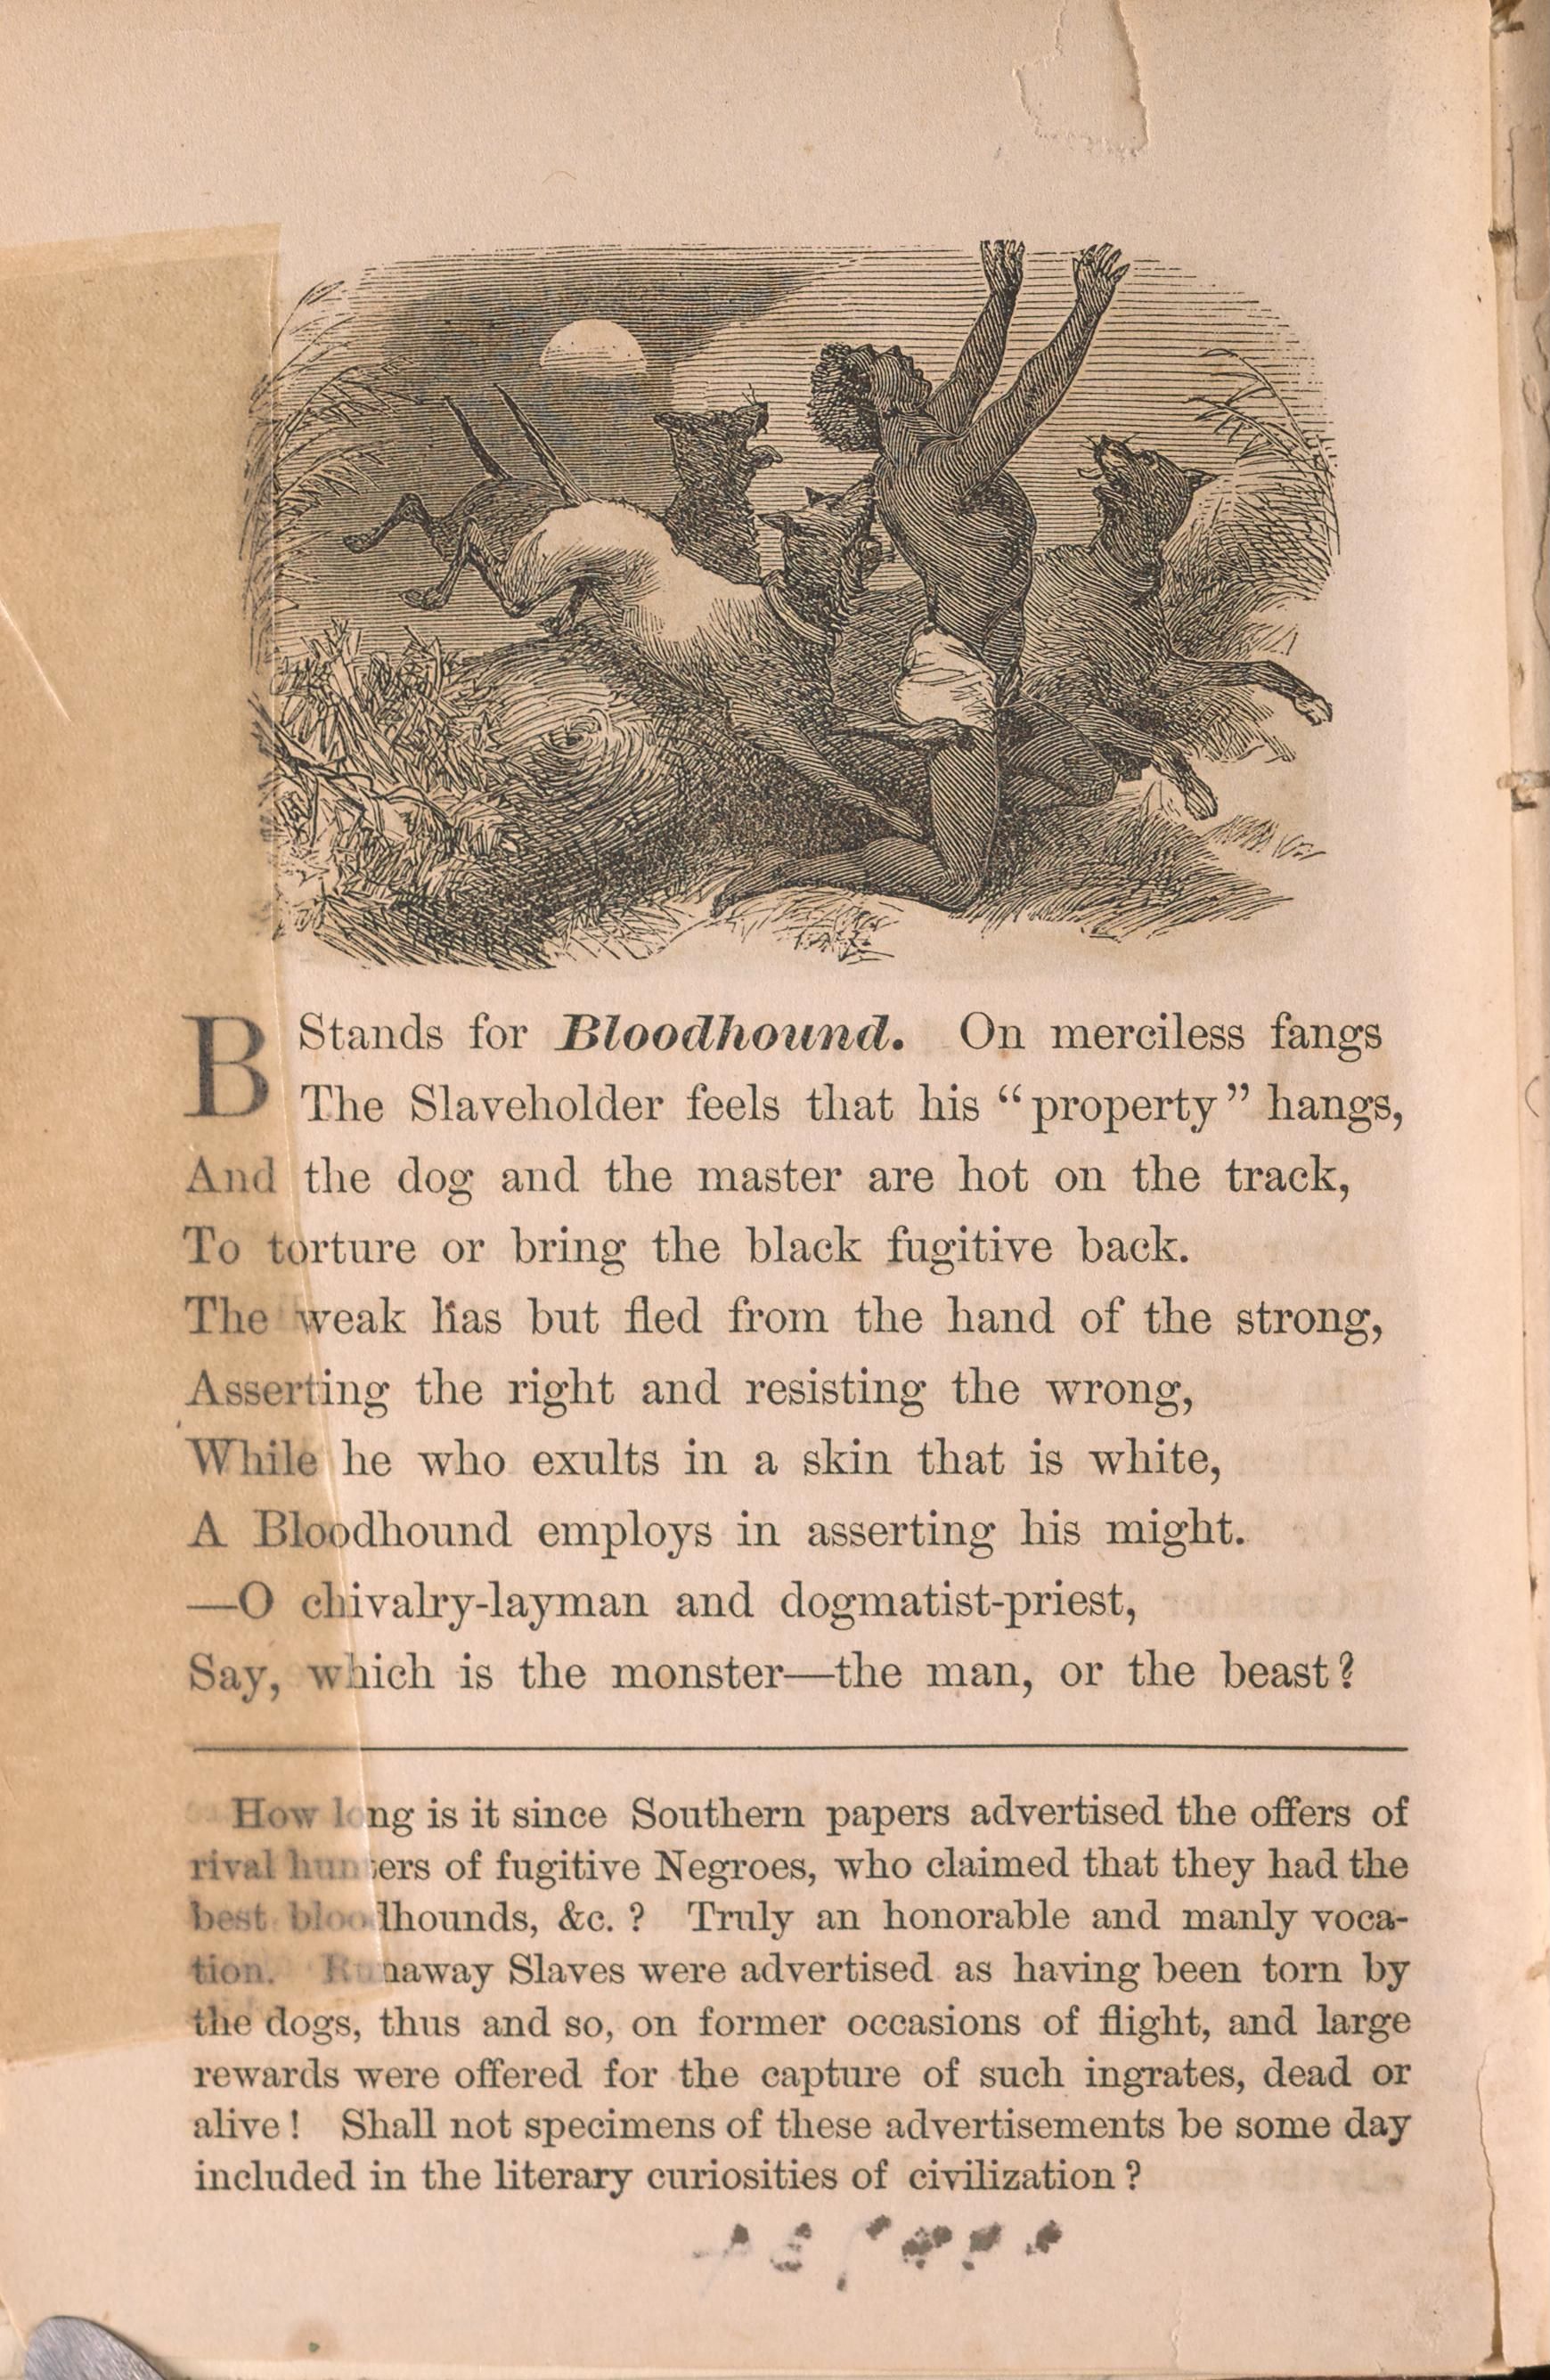 B Stands for Bloodhound. On merciless fangs
The Slaveholder feels that his “property” hangs,
And the dog and the master are hot on the track,
To torture or bring the black fugitive back.
The weak has but fled from the hand of the strong,
Asserting the right and resisting the wrong,
While he who exults in a skin that is white,
A Bloodhound employs in asserting his might.
—O chivalry-layman and dogmatist-priest,
Say, which is the monster—the man, or the beast?
How long is it since Southern papers advertised the offers of
rival hunters of fugitive Negroes, who claimed that they had the
best bloodhounds, &c.? Truly an honorable and manly voca-
tion. Runaway Slaves were advertised as having been torn by
the dogs, thus and so, on former occasions of flight, and large
rewards were offered for the capture of such ingrates, dead or
alive! Shall not specimens of these advertisements be some day
included in the literary curiosities of civilization?